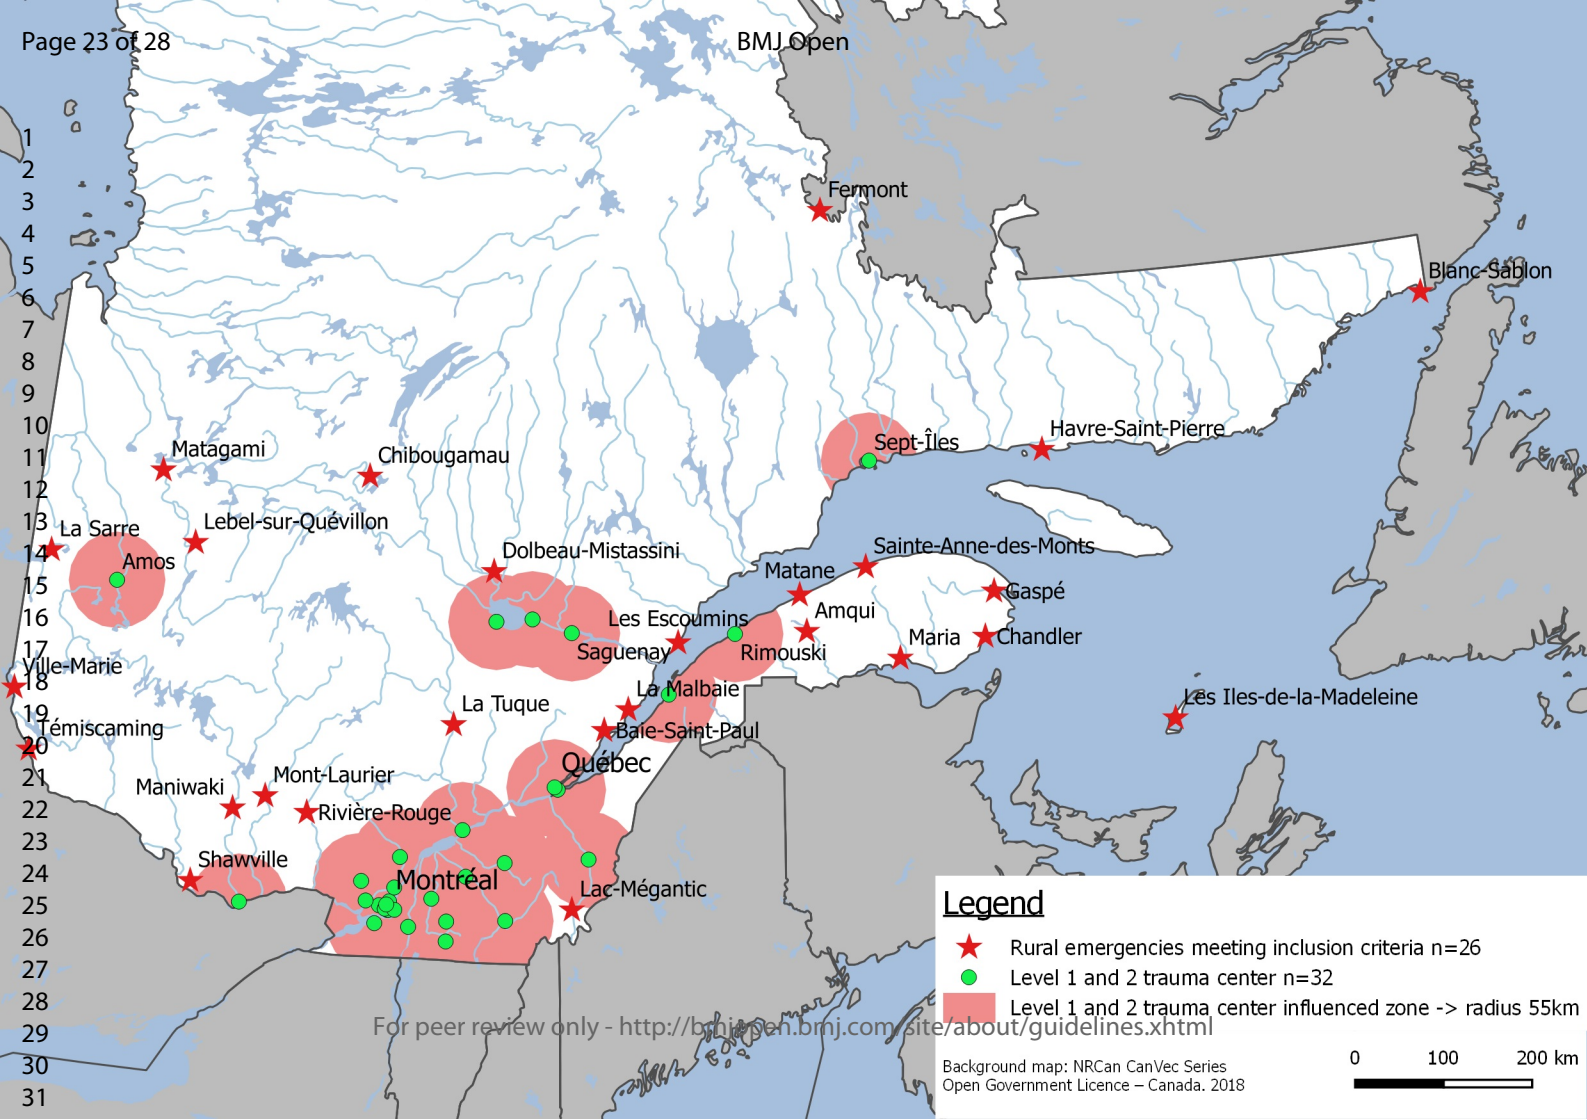 Page 23 of 28
BMJ Open
1
2
3
Fermont
4
5
Blanc-Sablon
6
7
8
9
10
Havre-Saint-Pierre
Sept-Îles
Matagami
11
Chibougamau
12
13
Lebel-sur-Quévillon
La Sarre
14
Sainte-Anne-des-Monts
Dolbeau-Mistassini
Amos
Matane
15
Gaspé
16
Amqui
Les Escoumins
Maria
Chandler
17
Saguenay
Rimouski
Ville-Marie
18
La Malbaie
Les Iles-de-la-Madeleine
19
La Tuque
Témiscaming
Baie-Saint-Paul
20
Québec
21
Mont-Laurier
Maniwaki
22
Rivière-Rouge
23
Shawville
24
Montréal
Lac-Mégantic
25
26
27
28
29
30
31
Legend
Rural emergencies meeting inclusion criteria n=26
Level 1 and 2 trauma center n=32
Level 1 and 2 trauma center influenced zone -> radius 55km
For peer review only - http://bmjopen.bmj.com/site/about/guidelines.xhtml
Background map: NRCan CanVec Series
Open Government Licence – Canada. 2018
0 100 200 km